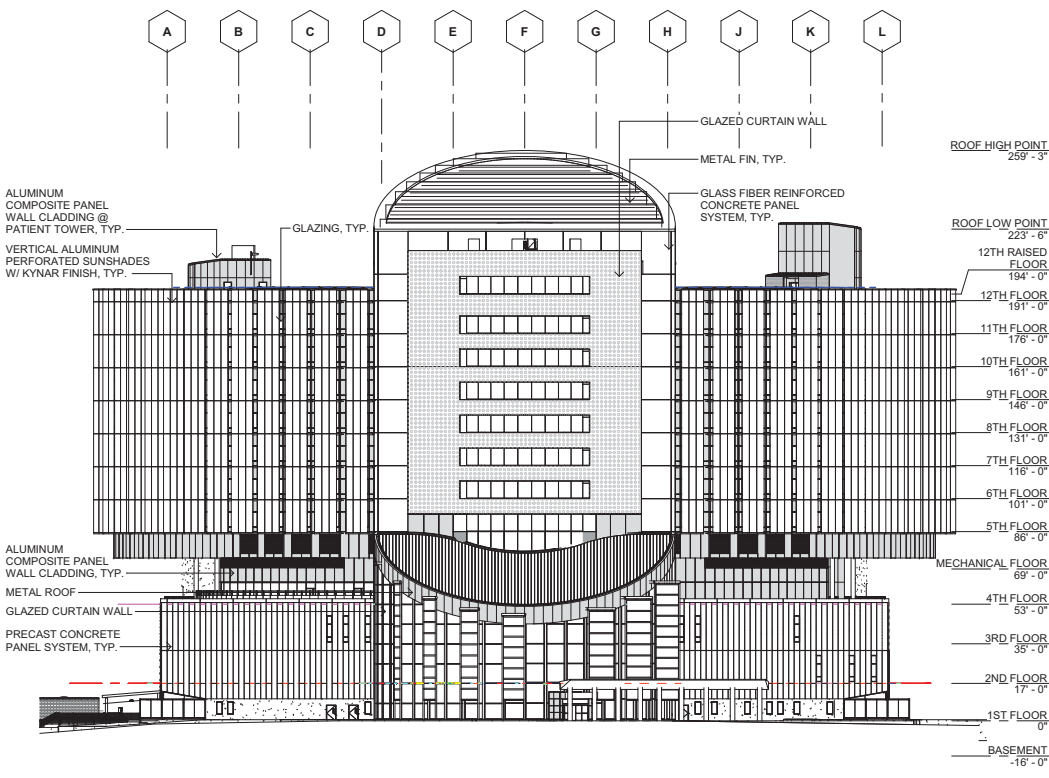 A
B
C
D
E
F
G
H
J
K
L
GLAZED CURTAIN WALL
METAL FIN, TYP.
GLASS FIBER REINFORCED
CONCRETE PANEL
SYSTEM, TYP.
ALUMINUM
COMPOSITE PANEL
WALL CLADDING @
PATIENT TOWER, TYP.
GLAZING, TYP.
VERTICAL ALUMINUM
PERFORATED SUNSHADES
W/ KYNAR FINISH, TYP.
ALUMINUM
COMPOSITE PANEL
WALL CLADDING, TYP.
METAL ROOF
GLAZED CURTAIN WALL
PRECAST CONCRETE
PANEL SYSTEM, TYP.
ROOF HIGH POINT
259' - 3"
ROOF LOW POINT
223' - 6"
12TH RAISED
FLOOR
194' - 0"
12TH FLOOR
191' - 0"
11TH FLOOR
176' - 0"
10TH FLOOR
161' - 0"
9TH FLOOR
146' - 0"
8TH FLOOR
131' - 0"
7TH FLOOR
116' - 0"
6TH FLOOR
101' - 0"
5TH FLOOR
86' - 0"
MECHANICAL FLOOR
69' - 0"
4TH FLOOR
53' - 0"
3RD FLOOR
35' - 0"
2ND FLOOR
17' - 0"
1ST FLOOR
0"
BASEMENT
-16' - 0"